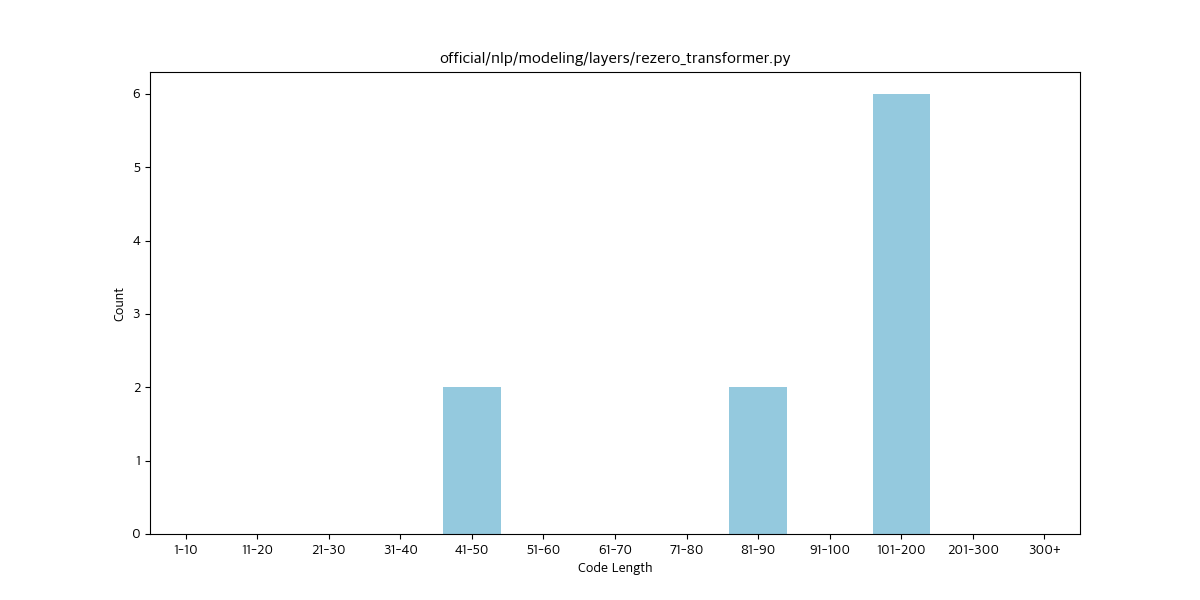 official/nlp/modeling/layers/rezero_transformer.py
Count
6
5
4
3
2
1
0
1-10 11-20 21-30 31-40 41-50 51-60 61-70 71-80 81-90 91-100 101-200 201-300 300+
Code Length